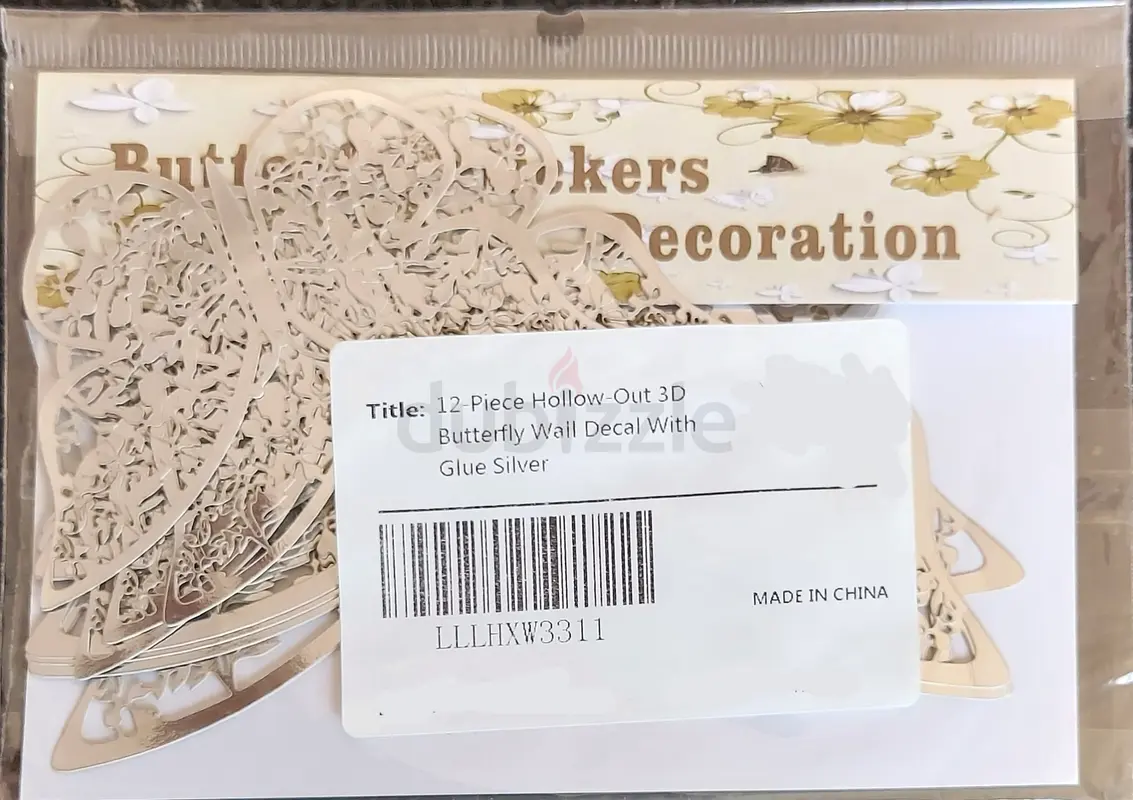 Butt ckers
Decoration
dubizzle
Title: 12-Piece Hollow-Out 3D
Butterfly Wall Decal With
Glue Silver
LLLHXW3311
MADE IN CHINA